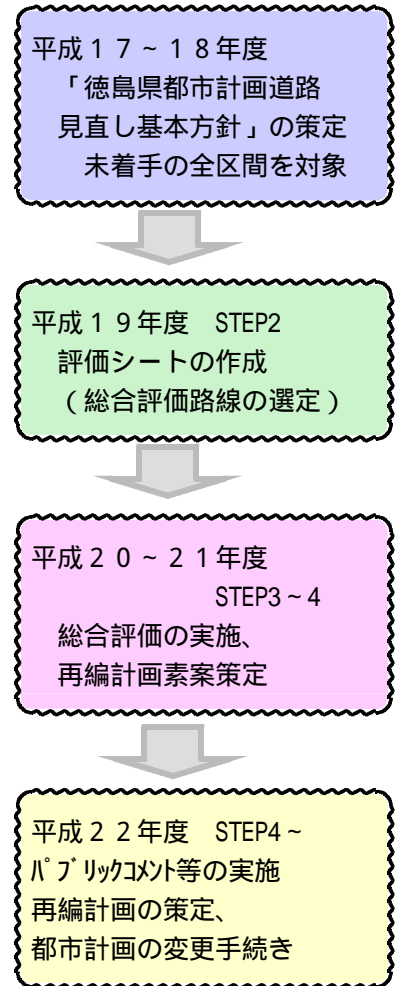 平成１７～１８年度
「徳島県都市計画道路
見直し基本方針」の策定
未着手の全区間を対象
平成１９年度　STEP2
評価シートの作成
（総合評価路線の選定）
平成２０～２１年度
STEP3～4
総合評価の実施、
再編計画素案策定
平成２２年度　STEP4～
ﾊﾟﾌﾞﾘｯｸｺﾒﾝﾄ等の実施
再編計画の策定、
都市計画の変更手続き